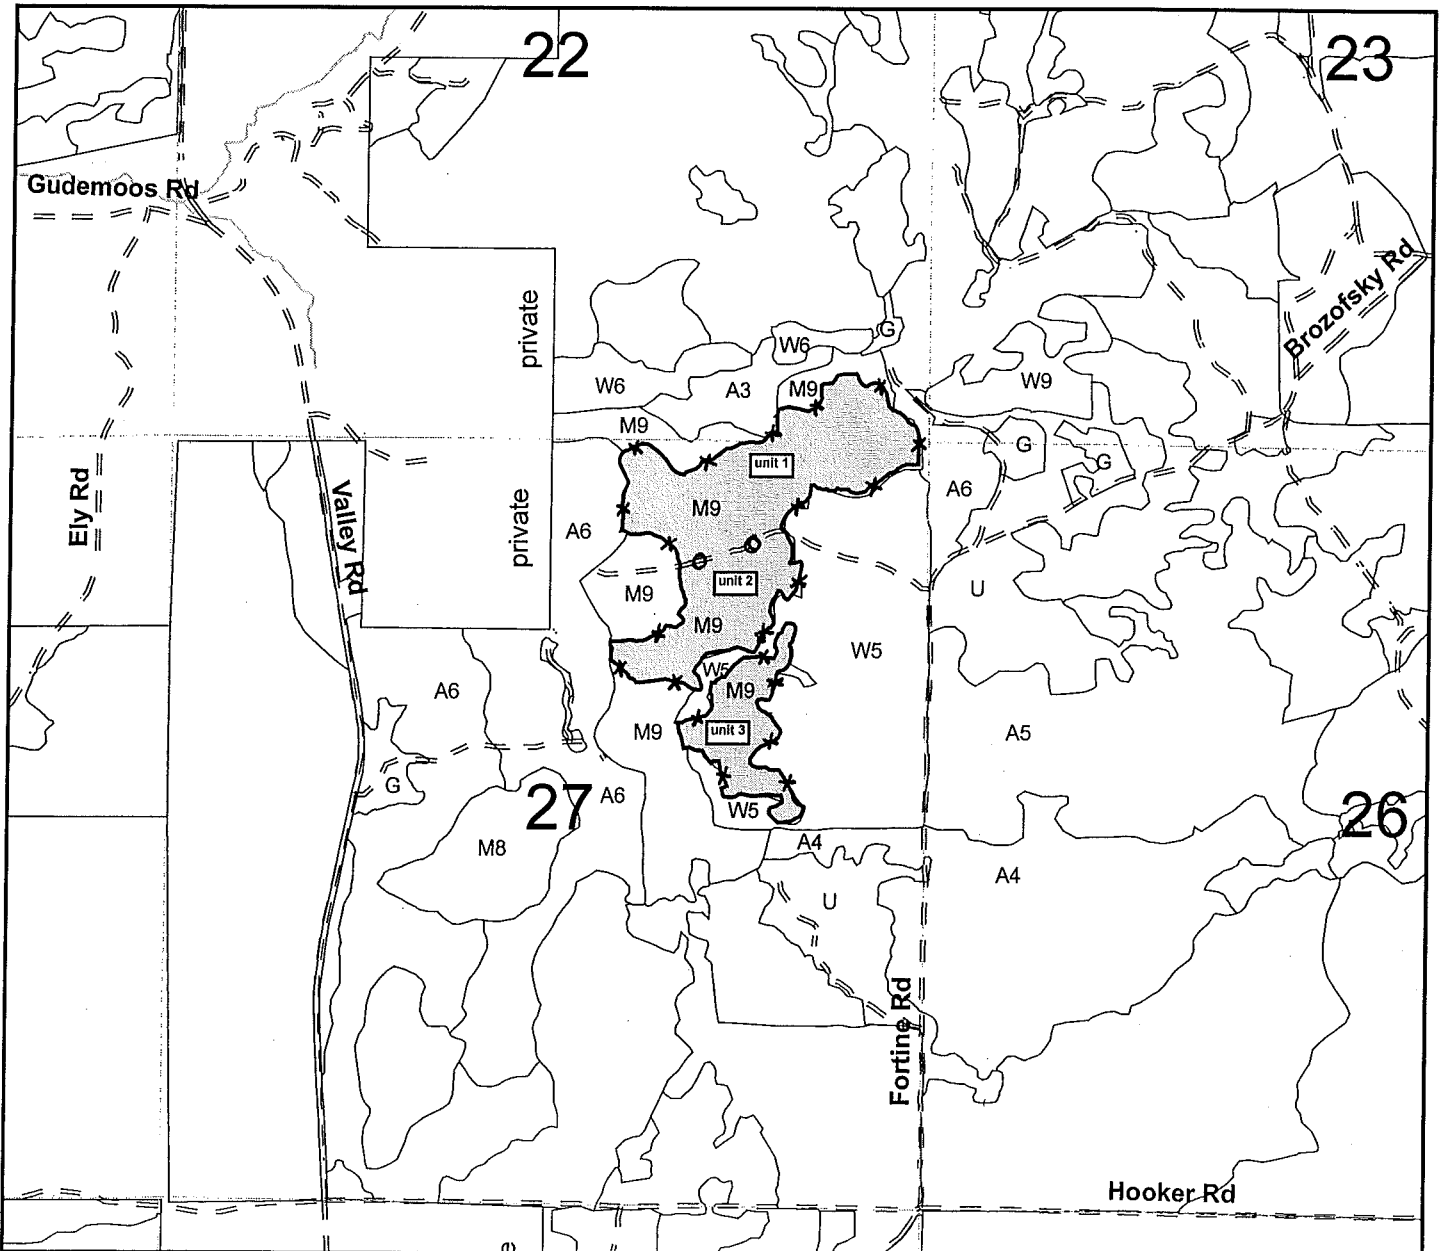 22
23
Gudemoos Rd
Brozofsky Rd
private
G
W6
W6
A3
M9
W9
M9
G
unit 1
G
Ely Rd
Valley Rd
private
A6
M9
A6
M9
unit 2
U
M9
W5
W5
A6
M9
M9
unit 3
A5
G
27
A6
W5
26
M8
A4
A4
U
Fortine Rd
Hooker Rd